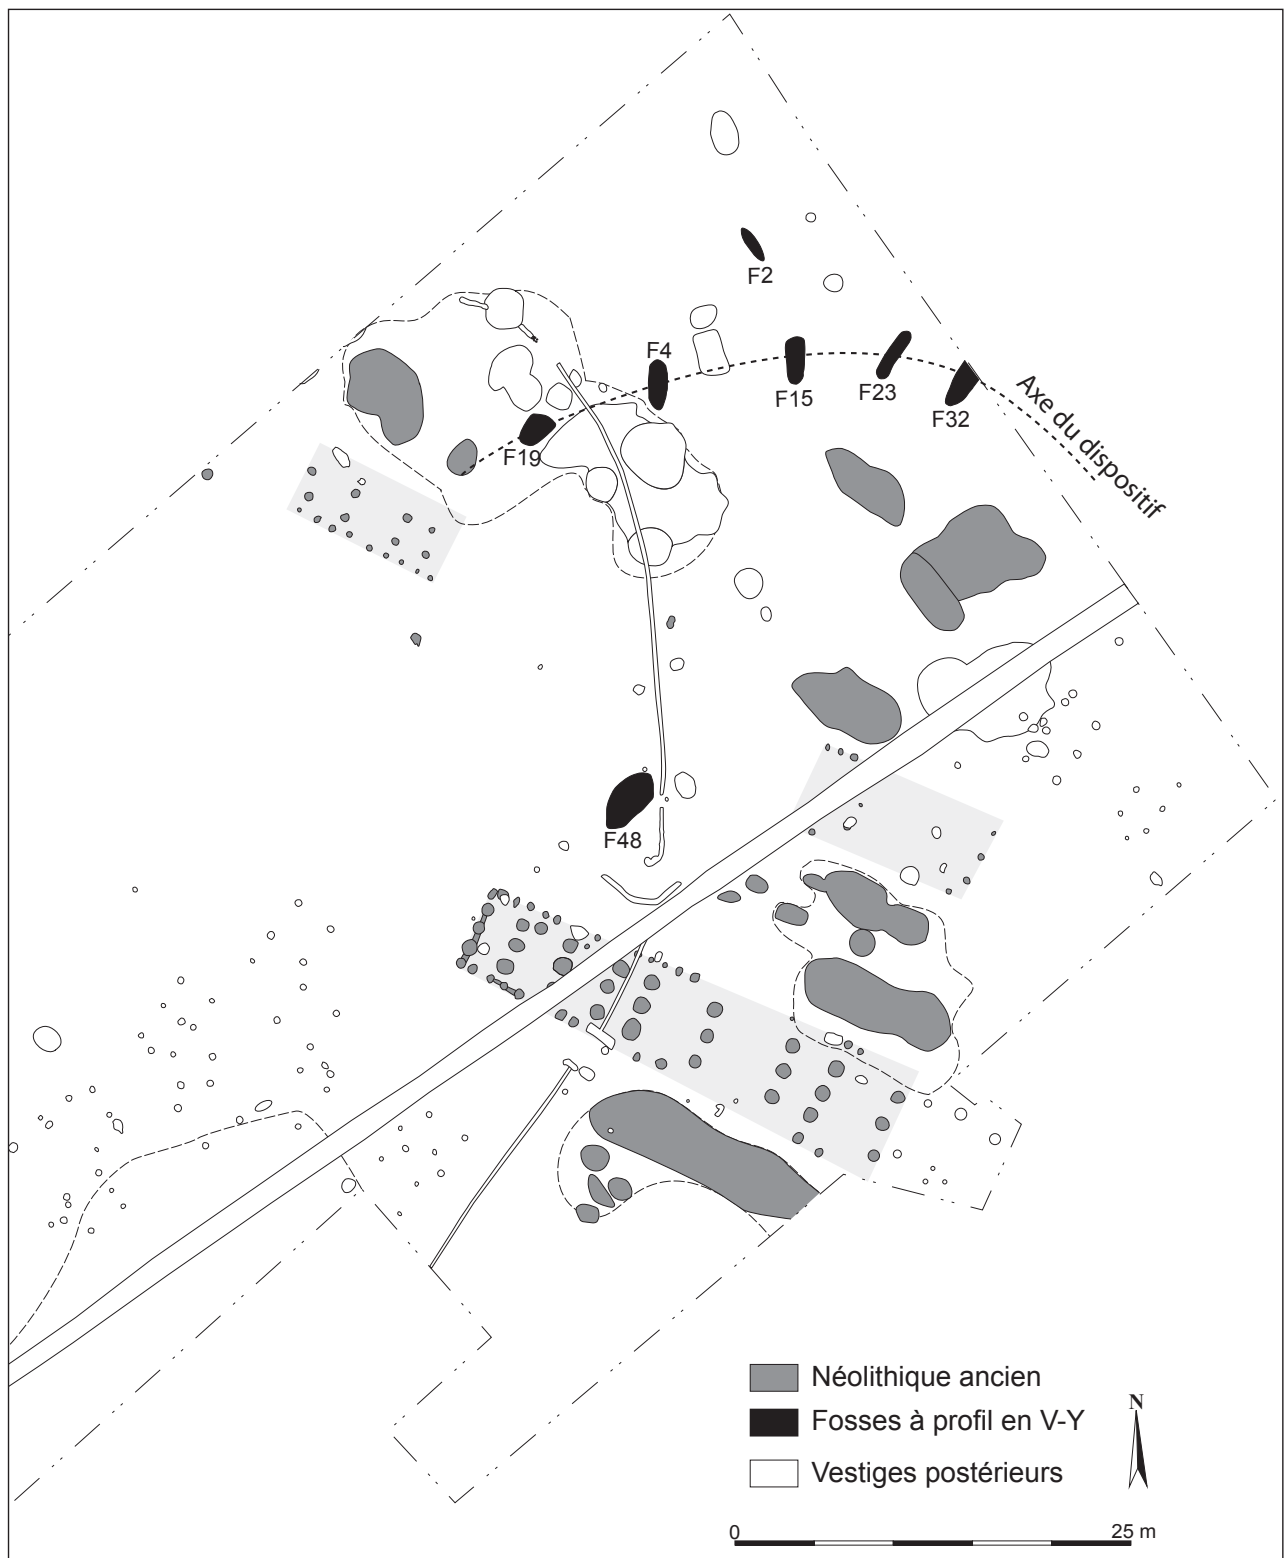 F2
F4
F15
F23
F32
Axe du dispositif
F19
F48
Néolithique ancien
Fosses à profil en V-Y
Vestiges postérieurs
N
0 25 m